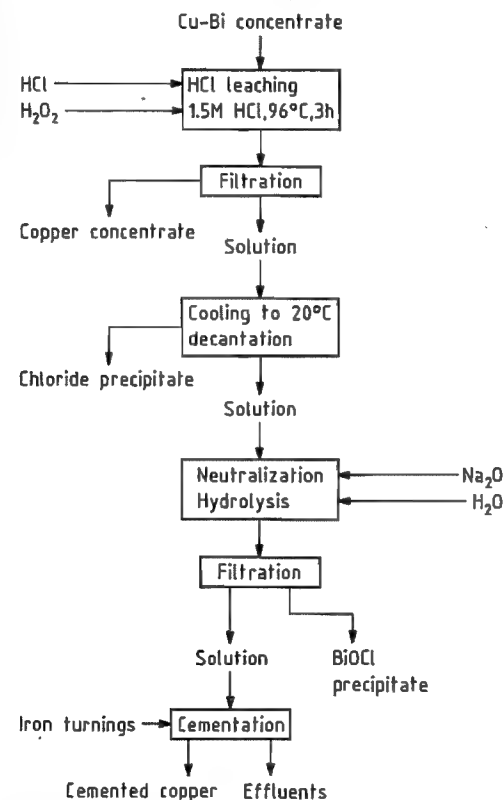 Cu-Bi concentrate
HCl
H₂O₂
HCl leaching
1.5M HCl,96°C,3h
Filtration
Copper concentrate
Solution
Cooling to 20°C
decantation
Chloride precipitate
Solution
Neutralization
Hydrolysis
Na₂O
H₂O
Filtration
Solution
BiOCl
precipitate
Iron turnings
Cementation
Cemented copper
Effluents